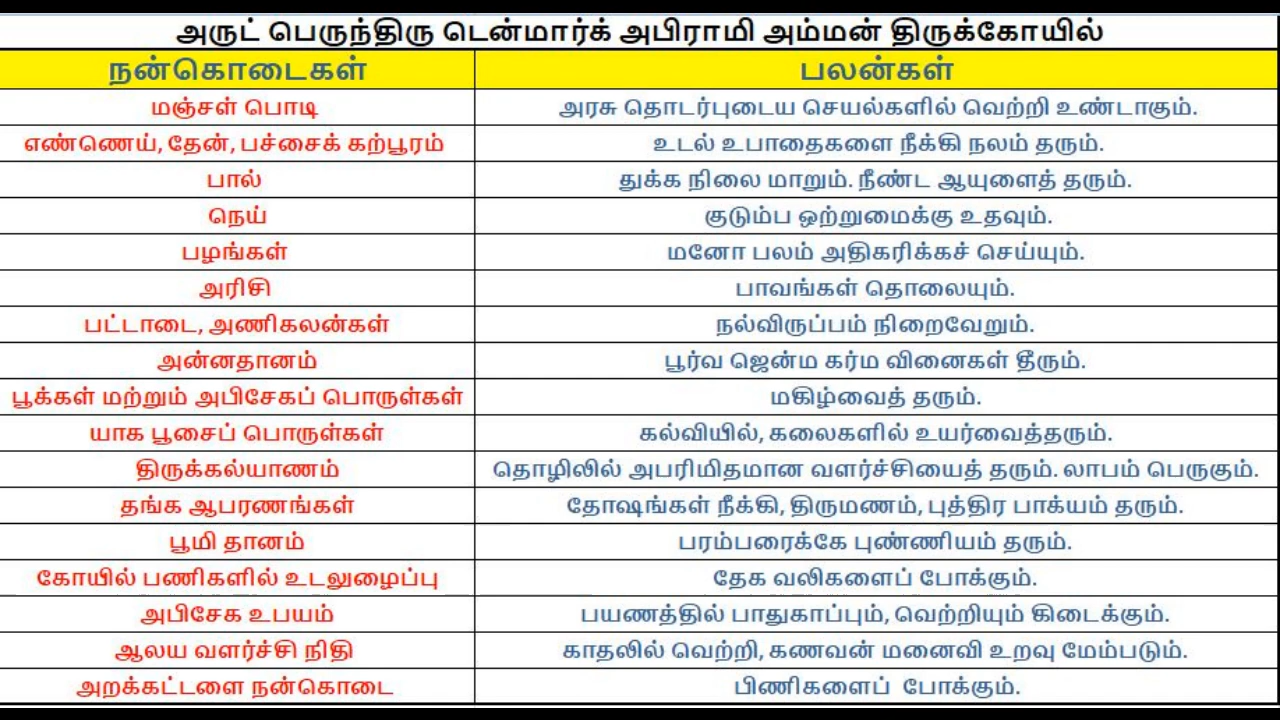 அருட் பெருந்திரு டென்மார்க் அபிராமி அம்மன் திருக்கோயில்
நன்கொடைகள் பலன்கள்
மஞ்சள் பொடி அரசு தொடர்புடைய செயல்களில் வெற்றி உண்டாகும்.
எண்ணெய், தேன், பச்சைக் கற்பூரம் உடல் உபாதைகளை நீக்கி நலம் தரும்.
பால் துக்க நிலை மாறும். நீண்ட ஆயுளைத் தரும்.
நெய் குடும்ப ஒற்றுமைக்கு உதவும்.
பழங்கள் மனோ பலம் அதிகரிக்கச் செய்யும்.
அரிசி பாவங்கள் தொலையும்.
பட்டாடை, அணிகலன்கள் நல்விருப்பம் நிறைவேறும்.
அன்னதானம் பூர்வ ஜென்ம கர்ம வினைகள் தீரும்.
பூக்கள் மற்றும் அபிசேகப் பொருள்கள் மகிழ்வைத் தரும்.
யாக பூசைப் பொருள்கள் கல்வியில், கலைகளில் உயர்வைத்தரும்.
திருக்கல்யாணம் தொழிலில் அபரிமிதமான வளர்ச்சியைத் தரும். லாபம் பெருகும்.
தங்க ஆபரணங்கள் தோஷங்கள் நீக்கி, திருமணம், புத்திர பாக்யம் தரும்.
பூமி தானம் பரம்பரைக்கே புண்ணியம் தரும்.
கோயில் பணிகளில் உடலுழைப்பு தேக வலிகளைப் போக்கும்.
அபிசேக உபயம் பயணத்தில் பாதுகாப்பும், வெற்றியும் கிடைக்கும்.
ஆலய வளர்ச்சி நிதி காதலில் வெற்றி, கணவன் மனைவி உறவு மேம்படும்.
அறக்கட்டளை நன்கொடை பிணிகளைப் போக்கும்.